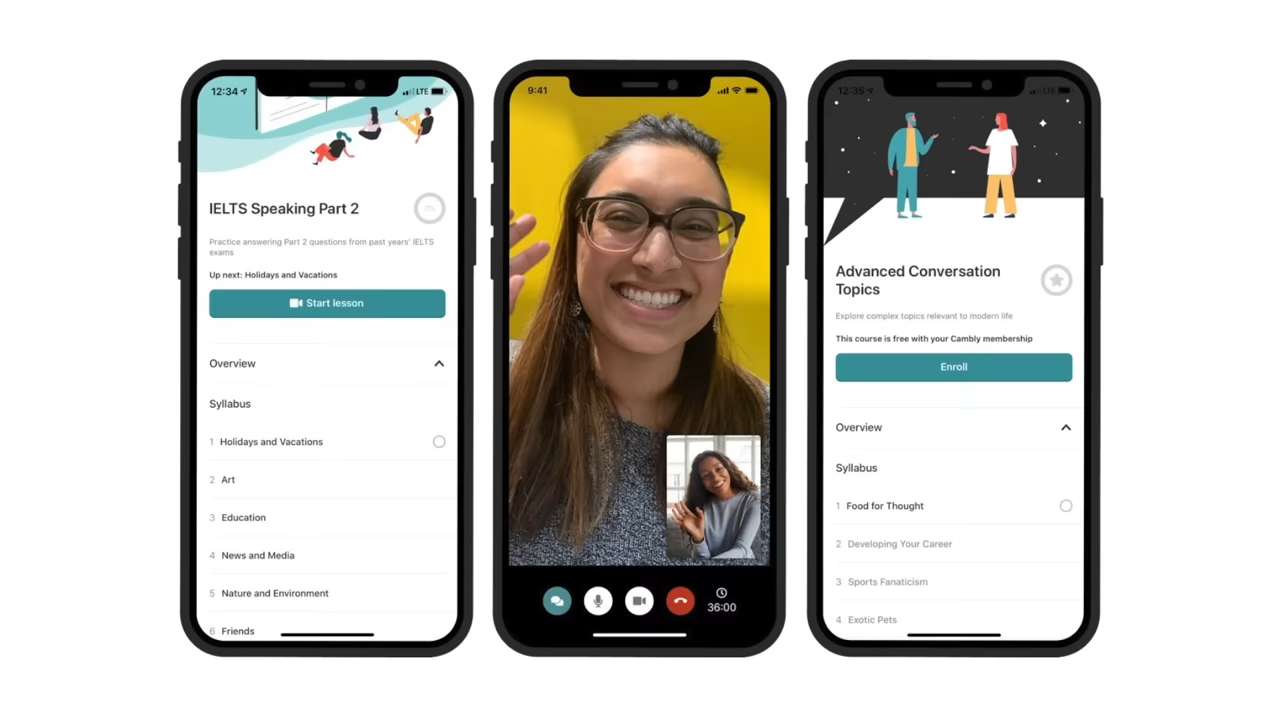 12:34
LTE
IELTS Speaking Part 2
0%
Practice answering Part 2 questions from past years' IELTS
exams
Up next: Holidays and Vacations
Start lesson
Overview
Syllabus
1 Holidays and Vacations
2 Art
3 Education
4 News and Media
5 Nature and Environment
6 Friends
9:41
36:00
12:35
LTE
Advanced Conversation
Topics
Explore complex topics relevant to modern life
This course is free with your Cambly membership
Enroll
Overview
Syllabus
1 Food for Thought
2 Developing Your Career
3 Sports Fanaticism
4 Exotic Pets